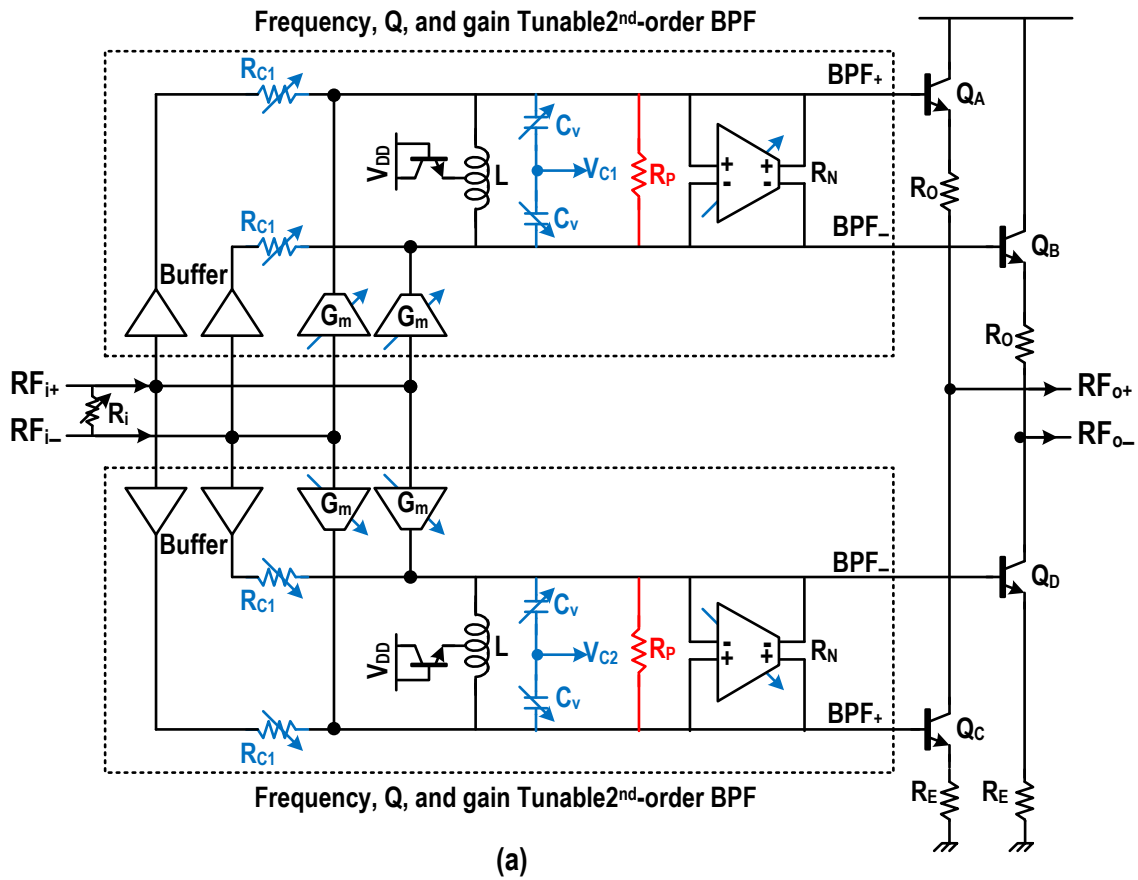 Frequency, Q, and gain Tunable2nd-order BPF
RC1
BPF+
QA
VDD
L
Cv
VC1
Cv
RP
+ +
- -
RN
RO
RC1
BPF–
QB
Buffer
Gm
Gm
RO
RFi+
Ri
RFi–
RFo+
RFo–
Gm
Gm
Buffer
RC1
BPF–
QD
VDD
L
Cv
VC2
Cv
RP
- -
+ +
RN
RC1
BPF+
QC
RE
RE
Frequency, Q, and gain Tunable2nd-order BPF
(a)